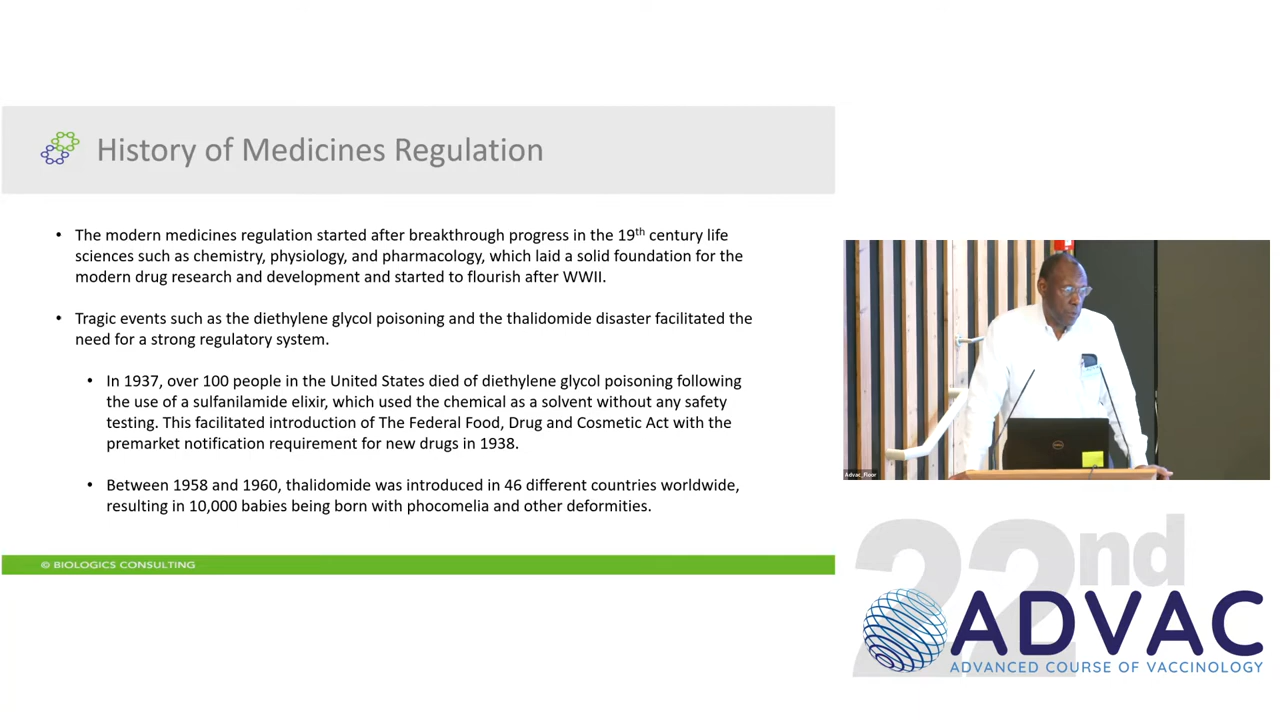 History of Medicines Regulation
• The modern medicines regulation started after breakthrough progress in the 19th century life
sciences such as chemistry, physiology, and pharmacology, which laid a solid foundation for the
modern drug research and development and started to flourish after WWII.
• Tragic events such as the diethylene glycol poisoning and the thalidomide disaster facilitated the
need for a strong regulatory system.
• In 1937, over 100 people in the United States died of diethylene glycol poisoning following
the use of a sulfanilamide elixir, which used the chemical as a solvent without any safety
testing. This facilitated introduction of The Federal Food, Drug and Cosmetic Act with the
premarket notification requirement for new drugs in 1938.
• Between 1958 and 1960, thalidomide was introduced in 46 different countries worldwide,
resulting in 10,000 babies being born with phocomelia and other deformities.
© BIOLOGICS CONSULTING
DELL
Advac_Floor
22nd
ADVAC
ADVANCED COURSE OF VACCINOLOGY